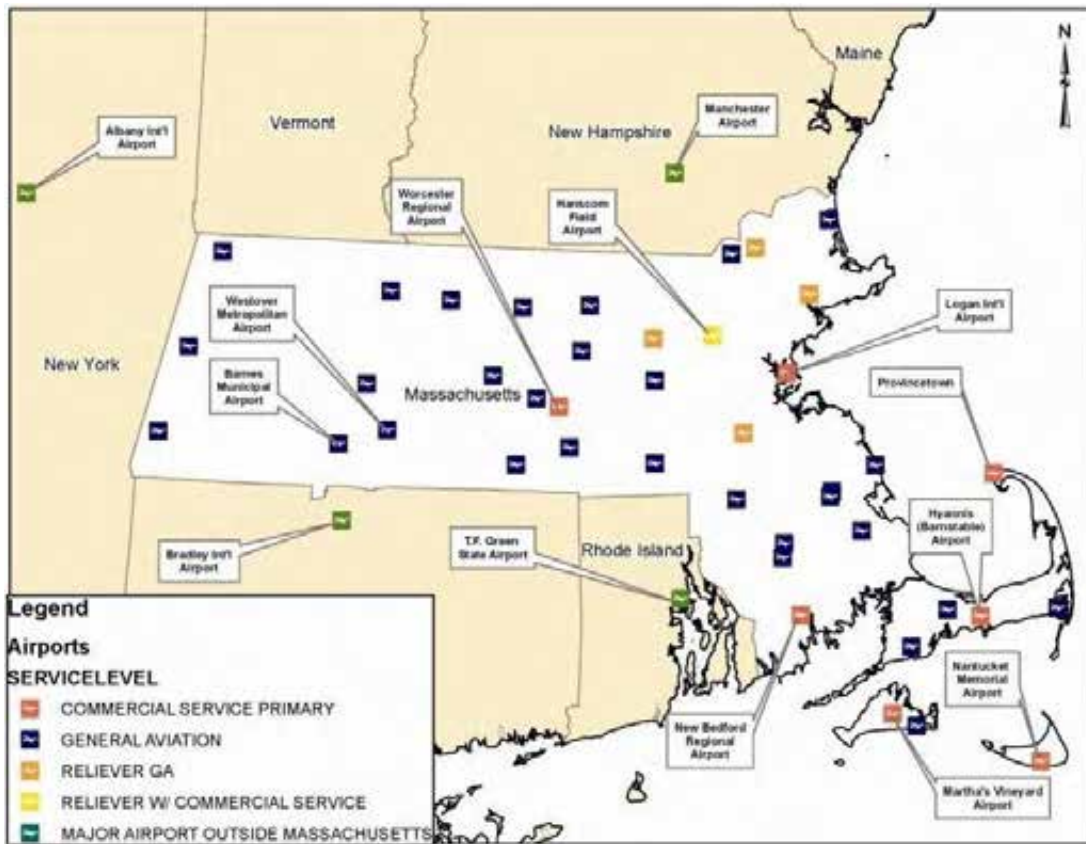 N
Maine
Vermont
New Hampshire
Albany Int'l
Airport
Manchester
Airport
Worcester
Regional
Airport
Hanscom
Field
Airport
Westover
Metropolitan
Airport
Logan Int'l
Airport
New York
Barnes
Municipal
Airport
Massachusetts
Provincetown
Hyannis
(Barnstable)
Airport
Bradley Int'l
Airport
T.F. Green
State Airport
Rhode Island
Nantucket
Memorial
Airport
New Bedford
Regional
Airport
Martha's Vineyard
Airport
Legend
Airports
SERVICELEVEL
COMMERCIAL SERVICE PRIMARY
GENERAL AVIATION
RELIEVER GA
RELIEVER W/ COMMERCIAL SERVICE
MAJOR AIRPORT OUTSIDE MASSACHUSETTS